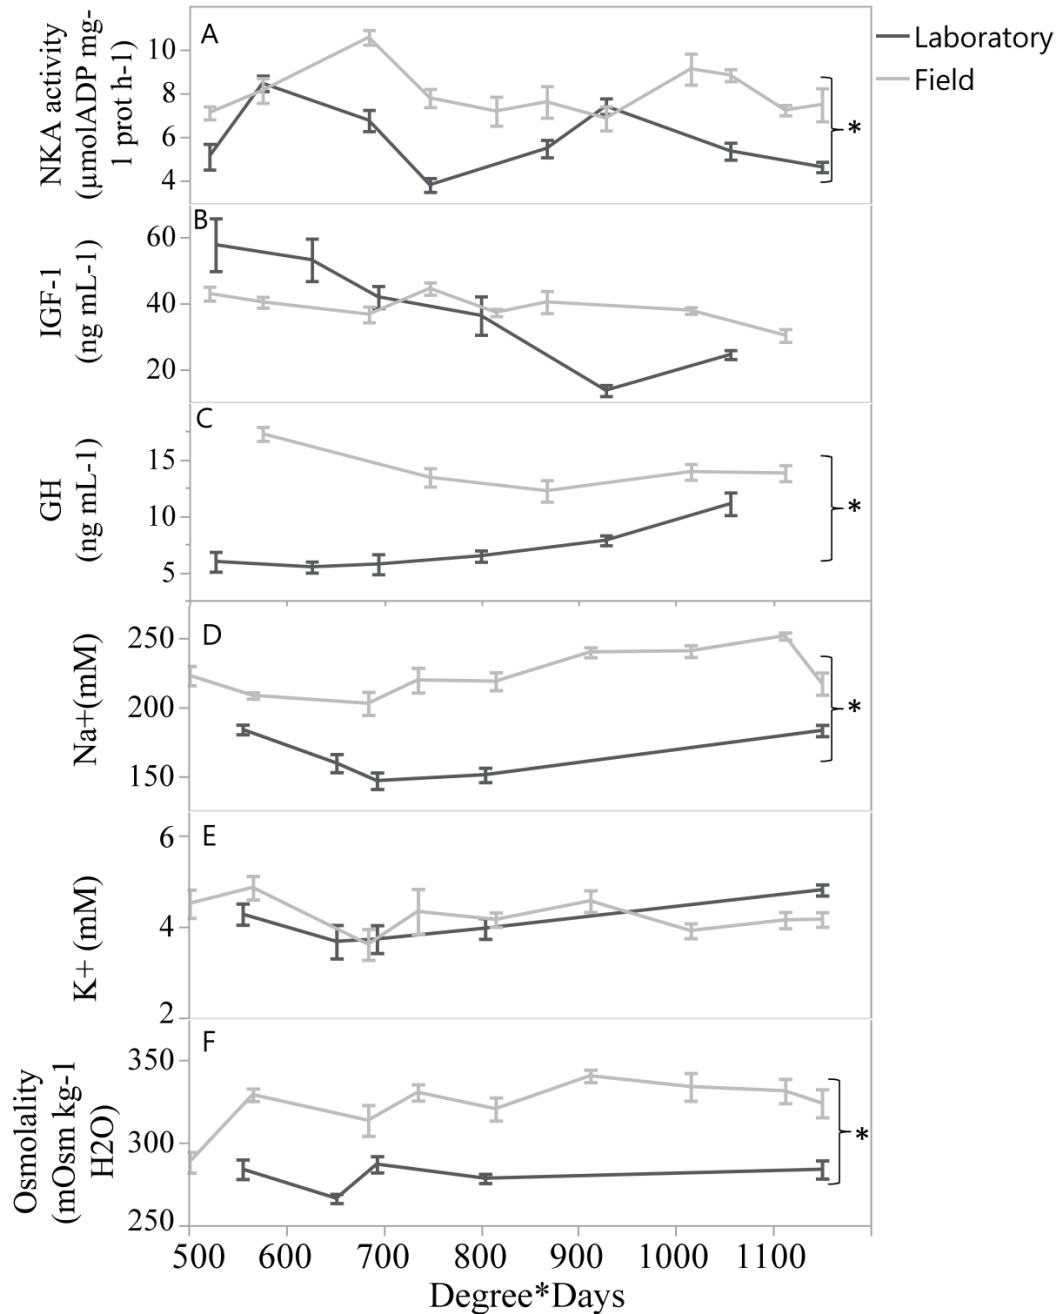 Laboratory
Field
A
NKA activity
(µmolADP mg-
1 prot h-1)
10
8
6
4
*
B
IGF-1
(ng mL-1)
60
40
20
C
GH
(ng mL-1)
15
10
5
*
D
Na+(mM)
250
200
150
*
E
K+ (mM)
6
4
2
F
Osmolality
(mOsm kg-1
H2O)
350
300
250
*
500 600 700 800 900 1000 1100
Degree*Days